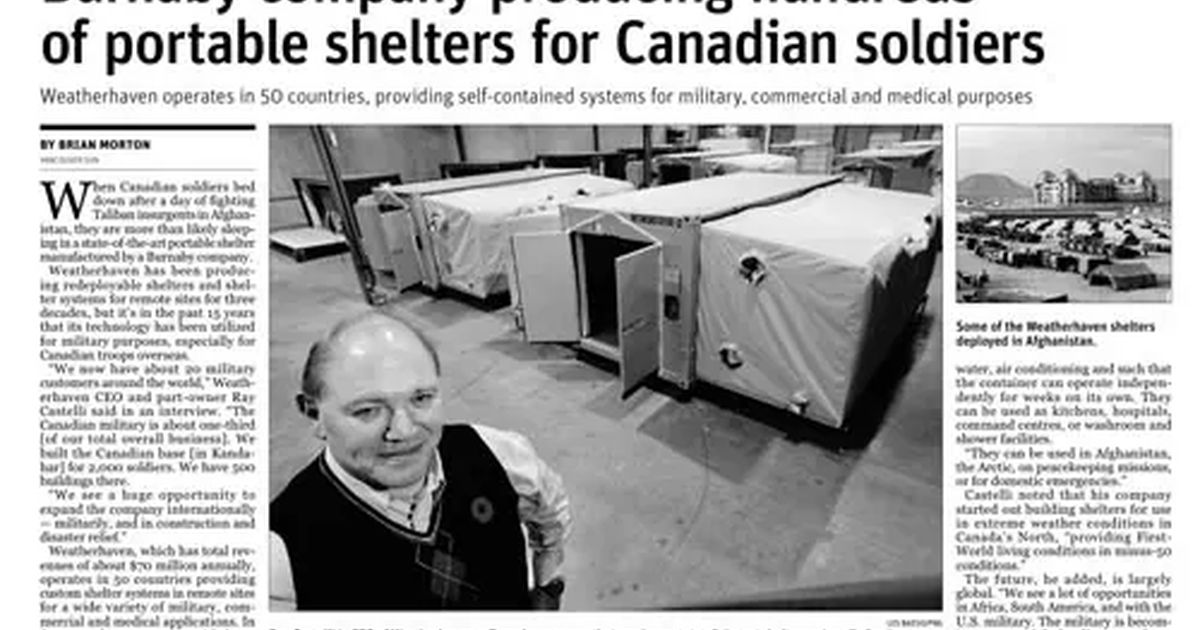 of portable shelters for Canadian soldiers
Weatherhaven operates in 50 countries, providing self-contained systems for military, commercial and medical purposes
BY BRIAN MORTON
VANCOUVER SUN
When Canadian soldiers bed
down after a day of fighting
Taliban insurgents in Afghan-
istan, they are more than likely sleep-
ing in a state-of-the-art portable shelter
manufactured by a Burnaby company.
Weatherhaven has been produc-
ing redeployable shelters and shel-
ter systems for remote sites for three
decades, but it's in the past 15 years
that its technology has been utilized
for military purposes, especially for
Canadian troops overseas.
"We now have about 20 military
customers around the world," Weath-
erhaven CEO and part-owner Ray
Castelli said in an interview. "The
Canadian military is about one-third
[of our total overall business]. We
built the Canadian base [in Kanda-
har] for 2,000 soldiers. We have 500
buildings there.
"We see a huge opportunity to
expand the company internationally
— militarily, and in construction and
disaster relief."
Weatherhaven, which has total rev-
enues of about $70 million annually,
operates in 50 countries providing
custom shelter systems in remote sites
for a wide variety of military, com-
mercial and medical applications. In
Some of the Weatherhaven shelters
deployed in Afghanistan.
water, air conditioning and such that
the container can operate indepen-
dently for weeks on its own. They
can be used as kitchens, hospitals,
command centres, or washroom and
shower facilities.
"They can be used in Afghanistan,
the Arctic, on peacekeeping missions,
or for domestic emergencies."
Castelli noted that his company
started out building shelters for use
in extreme weather conditions in
Canada's North, "providing First-
World living conditions in minus-50
conditions."
The future, he added, is largely
global. "We see a lot of opportunities
in Africa, South America, and with the
U.S. military. The military is becom-